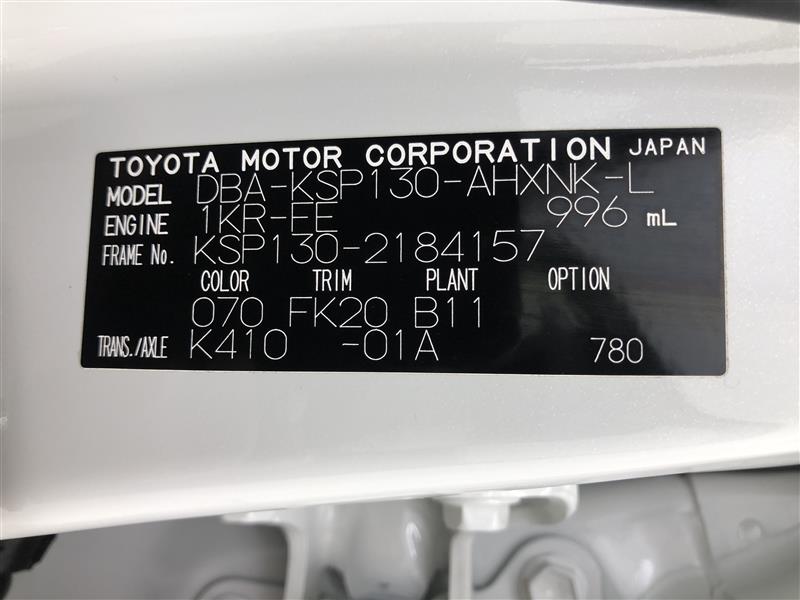 TOYOTA MOTOR CORPORATION JAPAN
MODEL DBA-KSP130-AHXNK-L
ENGINE 1KR-FE 996 mL
FRAME No. KSP130-2184157
COLOR TRIM PLANT OPTION
070 FK20 B11
TRANS./AXLE K410 -01A 780